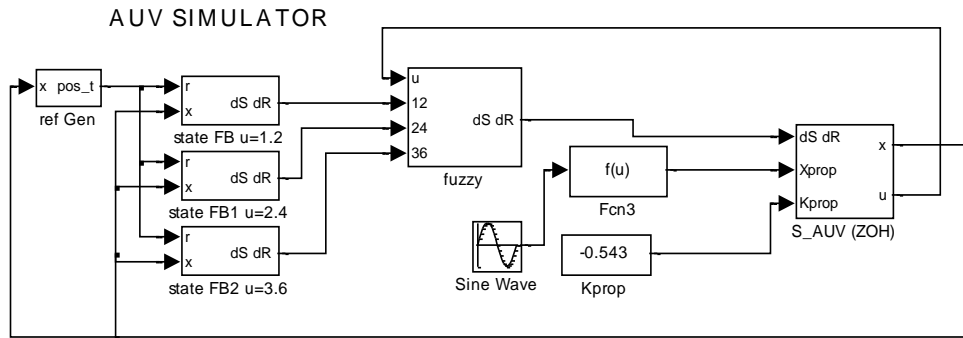 AUV SIMULATOR
x pos_t
ref Gen
r
x
dS dR
state FB u=1.2
r
x
dS dR
state FB1 u=2.4
r
x
dS dR
state FB2 u=3.6
u
12
24
36
dS dR
fuzzy
Sine Wave
f(u)
Fcn3
-0.543
Kprop
dS dR
Xprop
Kprop
x
u
S_AUV (ZOH)